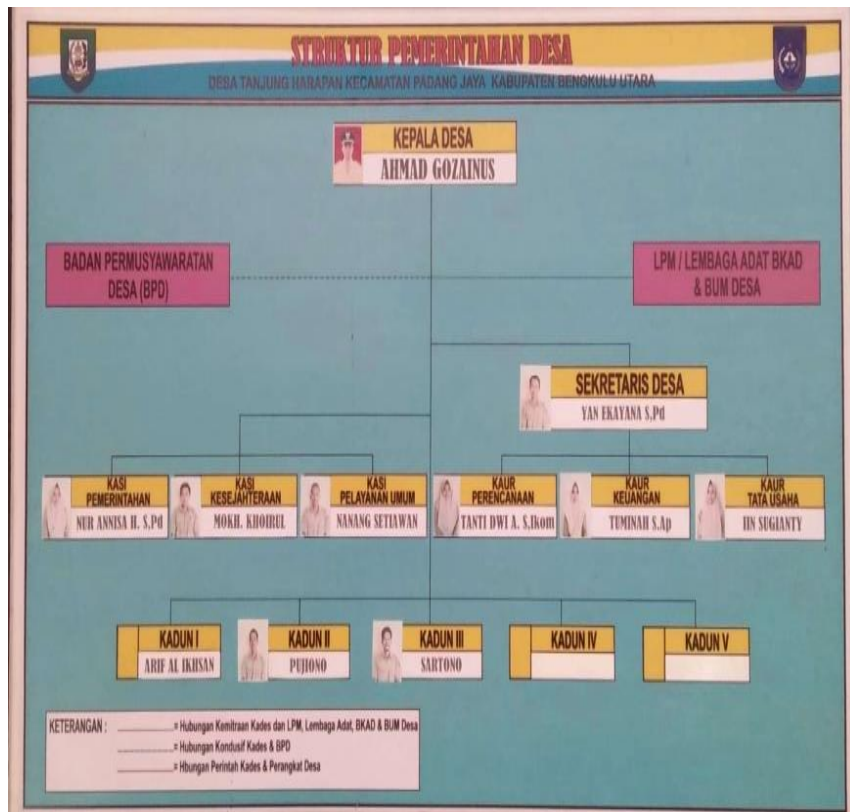 STRUKTUR PEMERINTAHAN DESA
DESA TANJUNG HARAPAN KECAMATAN PADANG JAYA KABUPATEN BENGKULU UTARA
KEPALA DESA
AHMAD GOZAINUS
BADAN PERMUSYAWARATAN
DESA (BPD)
LPM / LEMBAGA ADAT BKAD
& BUM DESA
SEKRETARIS DESA
YAN EKAYANA S,Pd
KASI
PEMERINTAHAN
NUR ANNISA H. S,Pd
KASI
KESEJAHTERAAN
MOKH. KHOIRUL
KASI
PELAYANAN UMUM
NANANG SETIAWAN
KAUR
PERENCANAAN
TANTI DWI A. S,Ikom
KAUR
KEUANGAN
TUMINAH S.Ap
KAUR
TATA USAHA
IIN SUGIANTY
KADUN I
ARIF AL IKHSAN
KADUN II
PUJIONO
KADUN III
SARTONO
KADUN IV
KADUN V
KETERANGAN :
= Hubungan Kemitraan Kades dan LPM, Lembaga Adat, BKAD & BUM Desa
= Hubungan Kondusif Kades & BPD
= Hbungan Perintah Kades & Perangkat Desa